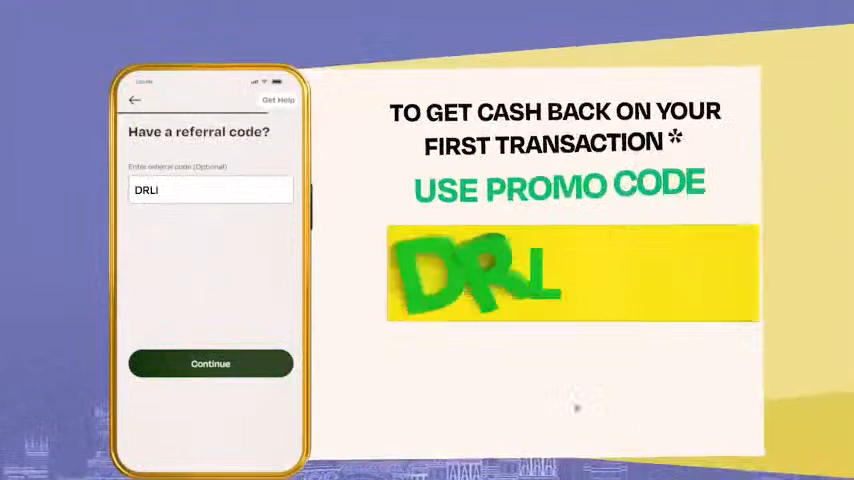 Get Help
Have a referral code?
Enter referral code (Optional)
DRLI
Continue
TO GET CASH BACK ON YOUR
FIRST TRANSACTION*
USE PROMO CODE
DRL